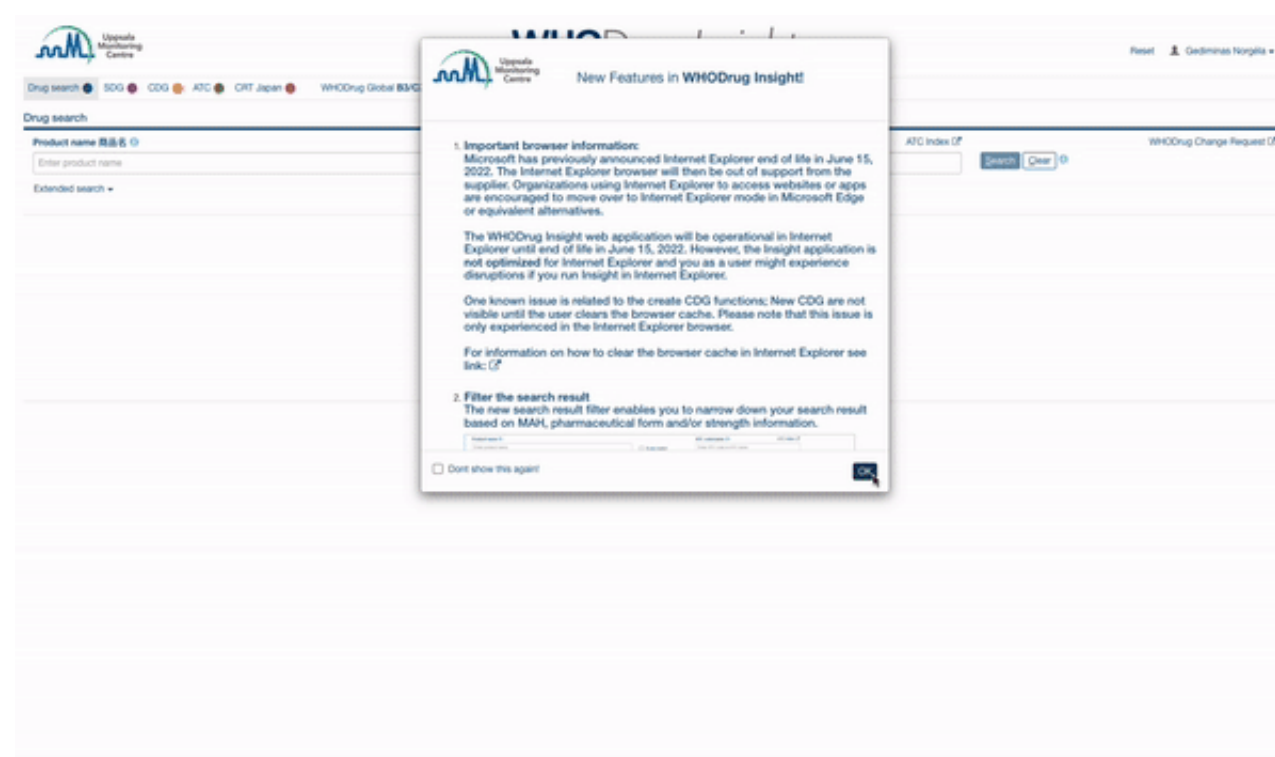 Uppsala
Monitoring
Centre
Reset Gediminas Norgėla
Drug search SDG CDG ATC CRT Japan WHODrug Global B3/C3
Drug search
Product name 商品名
Enter product name
Extended search
ATC Index
WHODrug Change Request
Search Clear
Uppsala
Monitoring
Centre
New Features in WHODrug Insight!
1. Important browser information:
Microsoft has previously announced Internet Explorer end of life in June 15,
2022. The Internet Explorer browser will then be out of support from the
supplier. Organizations using Internet Explorer to access websites or apps
are encouraged to move over to Internet Explorer mode in Microsoft Edge
or equivalent alternatives.
The WHODrug Insight web application will be operational in Internet
Explorer until end of life in June 15, 2022. However, the Insight application is
not optimized for Internet Explorer and you as a user might experience
disruptions if you run Insight in Internet Explorer.
One known issue is related to the create CDG functions; New CDG are not
visible until the user clears the browser cache. Please note that this issue is
only experienced in the Internet Explorer browser.
For information on how to clear the browser cache in Internet Explorer see
link:
2. Filter the search result
The new search result filter enables you to narrow down your search result
based on MAH, pharmaceutical form and/or strength information.
Dont show this again!
OK